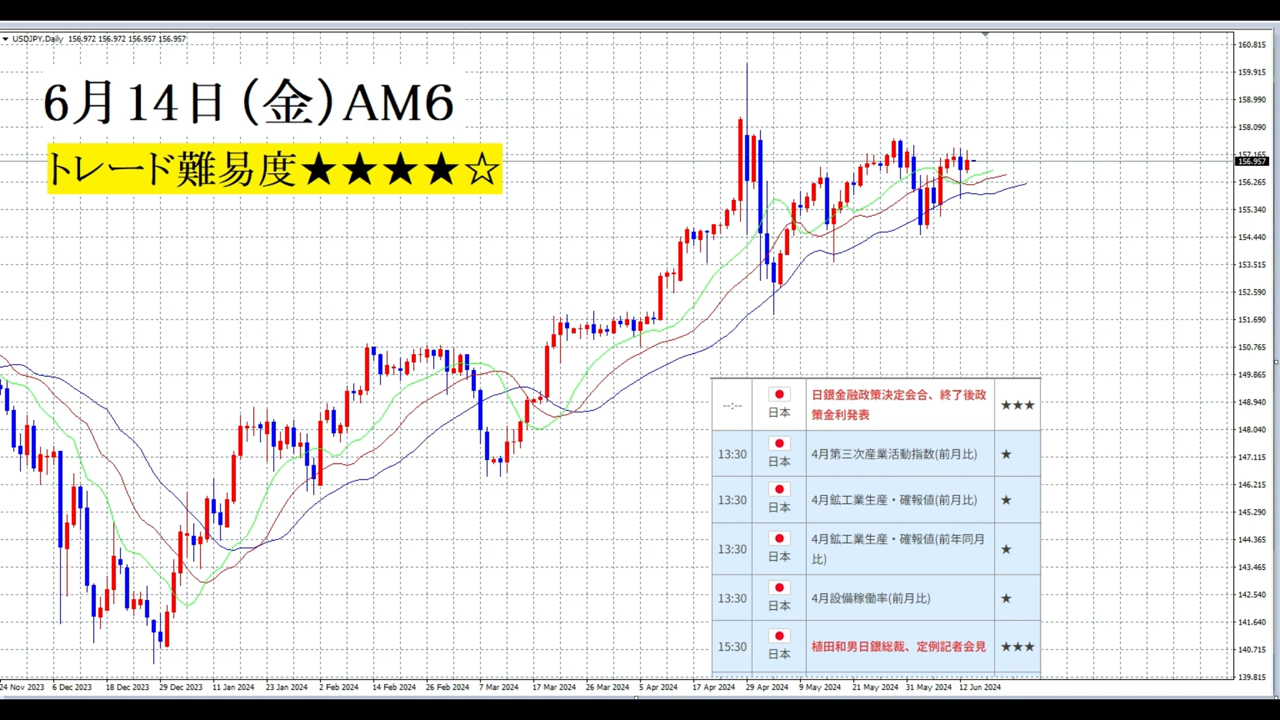 USDJPY,Daily 156.972 156.972 156.957 156.957
6月14日（金）AM6
トレード難易度★★★★☆
160.815
159.915
158.990
158.090
157.165
156.957
156.265
155.340
154.440
153.515
152.590
151.690
150.765
149.865
148.940
148.040
147.115
146.215
145.290
144.365
143.465
142.540
141.640
140.715
139.815
--:-- 日本 日銀金融政策決定会合、終了後政
策金利発表 ★★★
13:30 日本 4月第三次産業活動指数(前月比) ★
13:30 日本 4月鉱工業生産・確報値(前月比) ★
13:30 日本 4月鉱工業生産・確報値(前年同月
比) ★
13:30 日本 4月設備稼働率(前月比) ★
15:30 日本 植田和男日銀総裁、定例記者会見 ★★★
24 Nov 2023 6 Dec 2023 18 Dec 2023 29 Dec 2023 11 Jan 2024 23 Jan 2024 2 Feb 2024 14 Feb 2024 26 Feb 2024 7 Mar 2024 17 Mar 2024 26 Mar 2024 5 Apr 2024 17 Apr 2024 29 Apr 2024 9 May 2024 21 May 2024 31 May 2024 12 Jun 2024